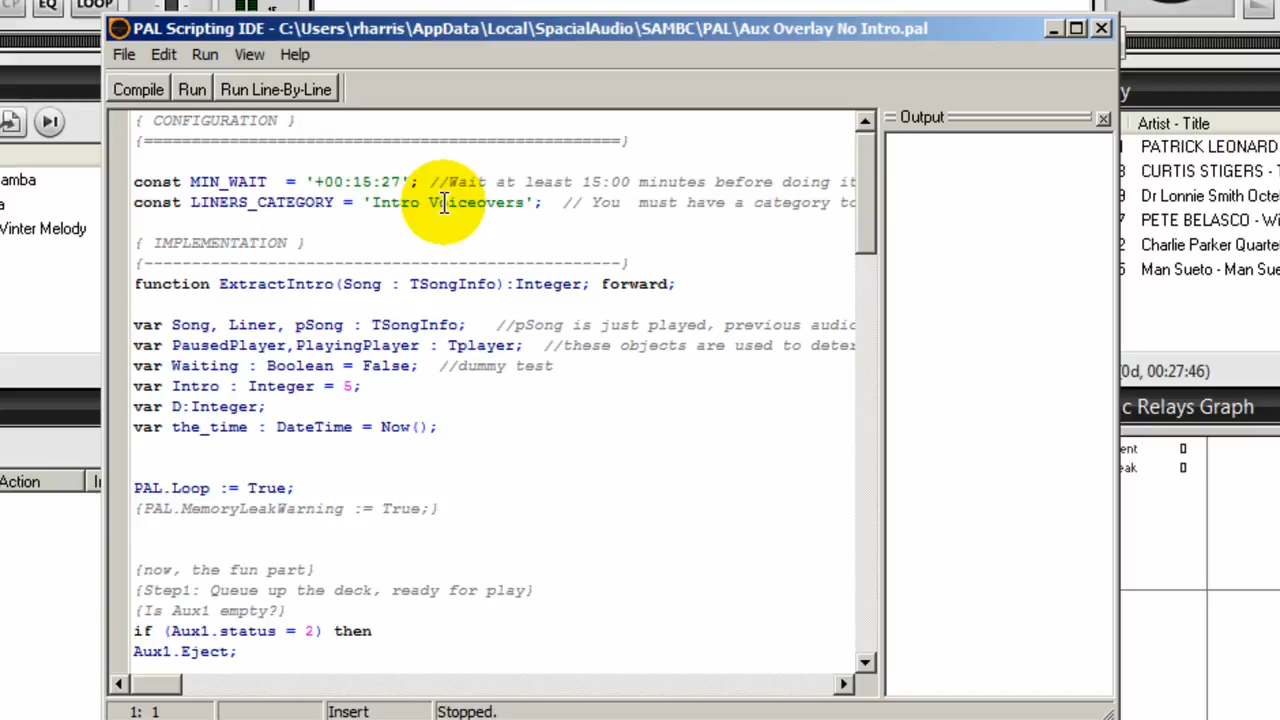 EQ
LOOP
PAL Scripting IDE - C:\Users\rharris\AppData\Local\SpacialAudio\SAMBC\PAL\Aux Overlay No Intro.pal
File Edit Run View Help
Compile Run Run Line-By-Line
{ CONFIGURATION }
{===================================================}
const MIN_WAIT = '+00:15:27'; //Wait at least 15:00 minutes before doing it
const LINERS_CATEGORY = 'Intro Voiceovers'; // You must have a category to
{ IMPLEMENTATION }
{---------------------------------------------------}
function ExtractIntro(Song : TSongInfo):Integer; forward;
var Song, Liner, pSong : TSongInfo; //pSong is just played, previous audio
var PausedPlayer,PlayingPlayer : Tplayer; //these objects are used to deter
var Waiting : Boolean = False; //dummy test
var Intro : Integer = 5;
var D:Integer;
var the_time : DateTime = Now();
PAL.Loop := True;
{PAL.MemoryLeakWarning := True;}
{now, the fun part}
{Step1: Queue up the deck, ready for play}
{Is Aux1 empty?}
if (Aux1.status = 2) then
Aux1.Eject;
1: 1 Insert Stopped.
Output
amba
a
Winter Melody
Action
y
Artist - Title
PATRICK LEONARD
CURTIS STIGERS - T
Dr Lonnie Smith Octe
PETE BELASCO - Wi
Charlie Parker Quarte
Man Sueto - Man Sue
(0d, 00:27:46)
c Relays Graph
ent 0
eak 0